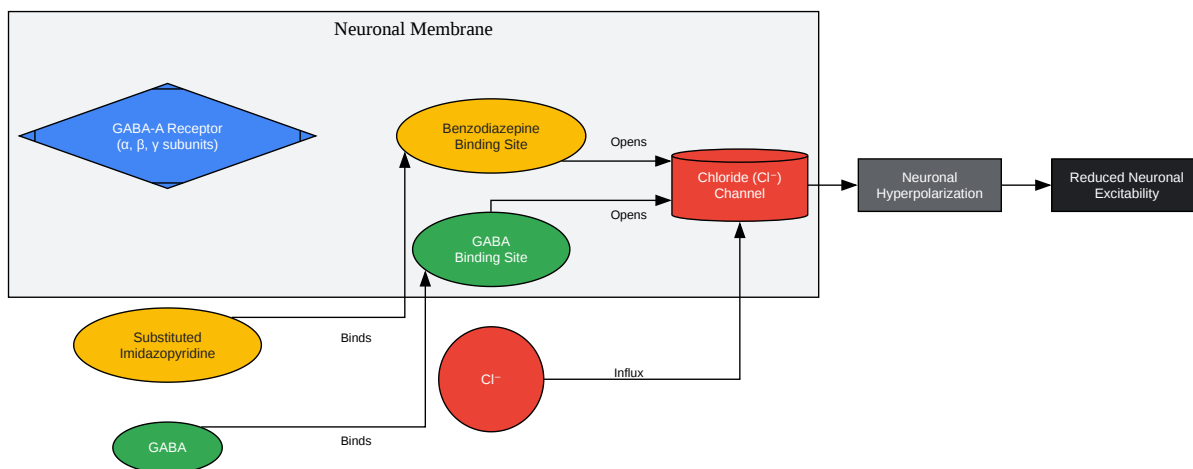 Neuronal Membrane
GABA-A Receptor
(α, β, γ subunits)
Benzodiazepine
Binding Site
Opens
Chloride (Cl⁻)
Channel
Neuronal
Hyperpolarization
Reduced Neuronal
Excitability
Opens
GABA
Binding Site
Substituted
Imidazopyridine
Binds
Cl⁻
Influx
GABA
Binds